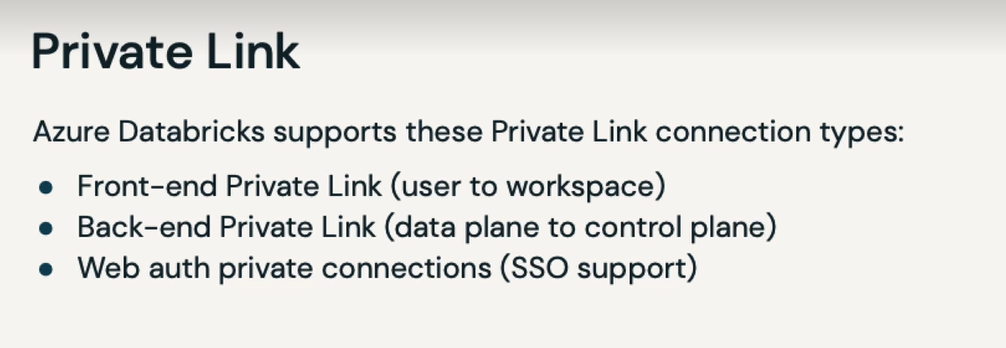 Private Link
Azure Databricks supports these Private Link connection types:
● Front-end Private Link (user to workspace)
● Back-end Private Link (data plane to control plane)
● Web auth private connections (SSO support)